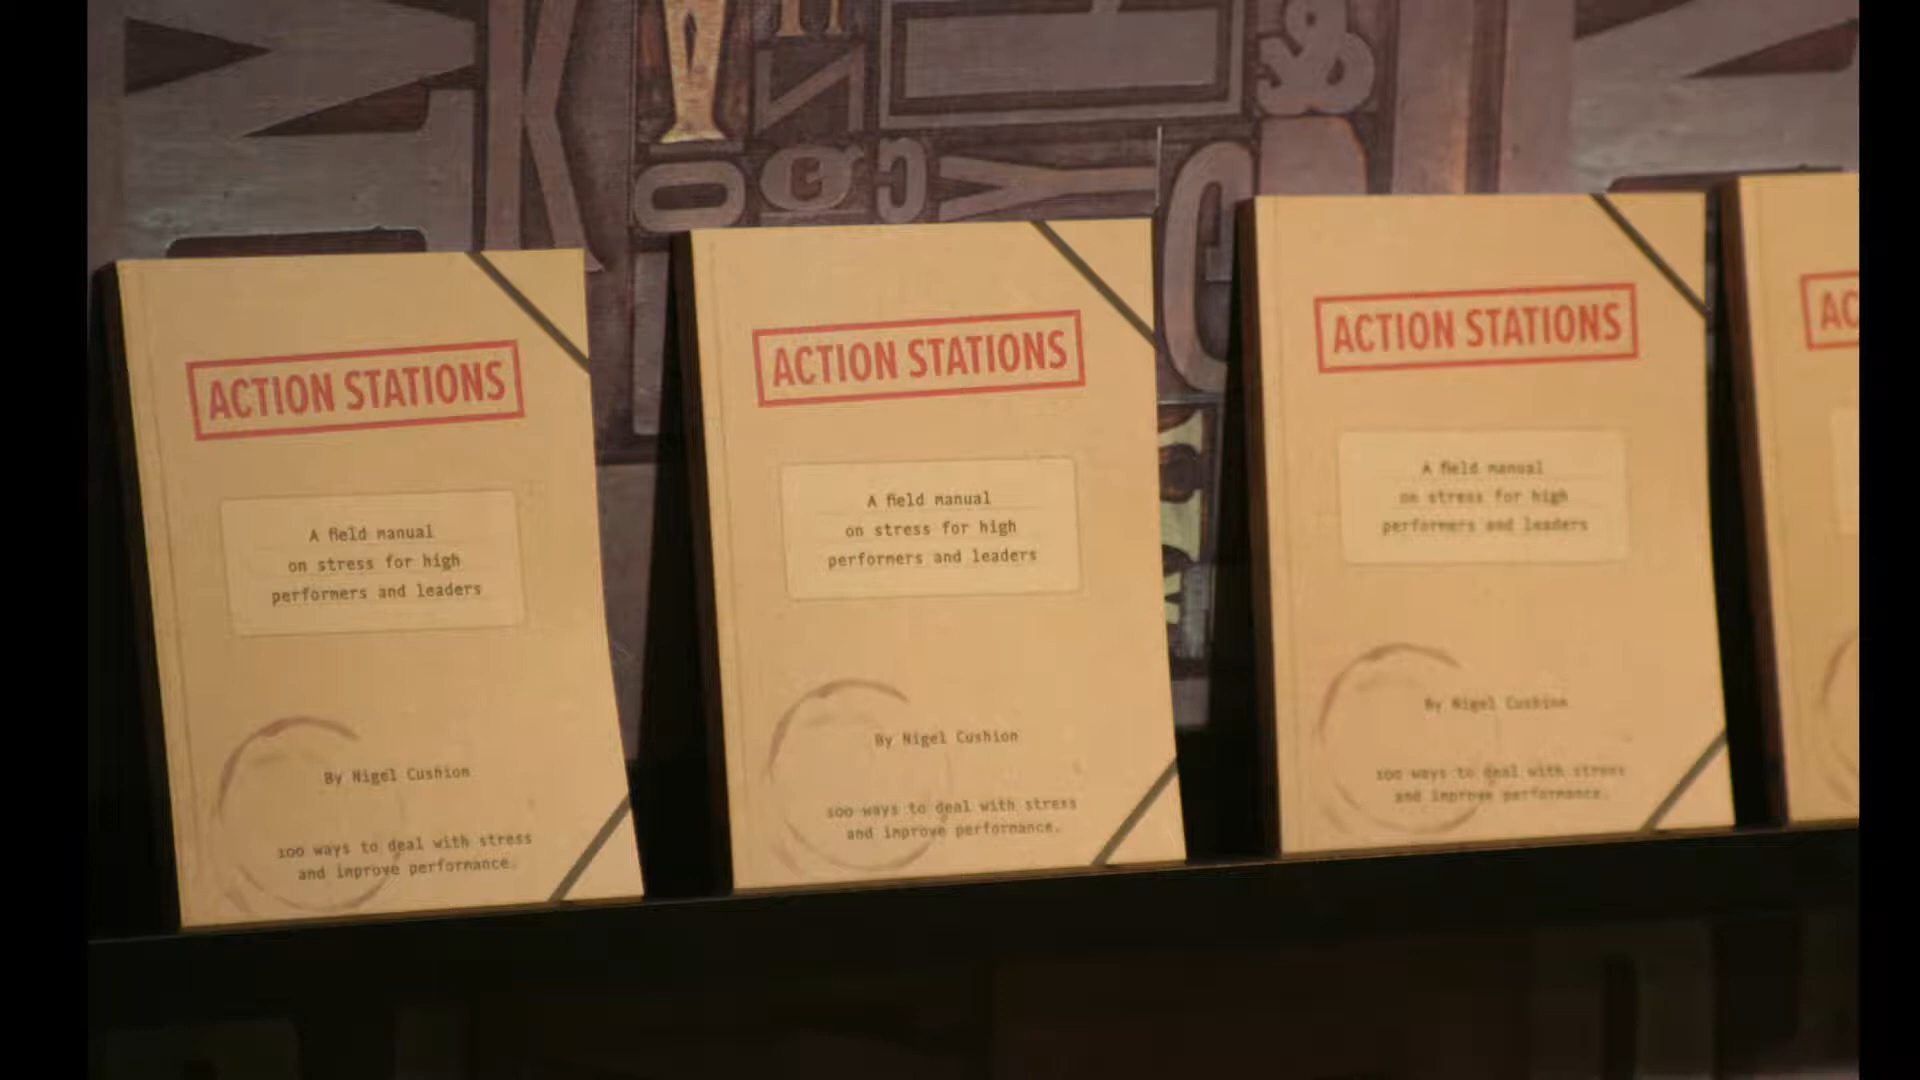 ACTION STATIONS
A field manual
on stress for high
performers and leaders
By Nigel Cushion
100 ways to deal with stress
and improve performance.
ACTION STATIONS
A field manual
on stress for high
performers and leaders
By Nigel Cushion
100 ways to deal with stress
and improve performance.
ACTION STATIONS
A field manual
on stress for high
performers and leaders
By Nigel Cushion
100 ways to deal with stress
and improve performance.
AC